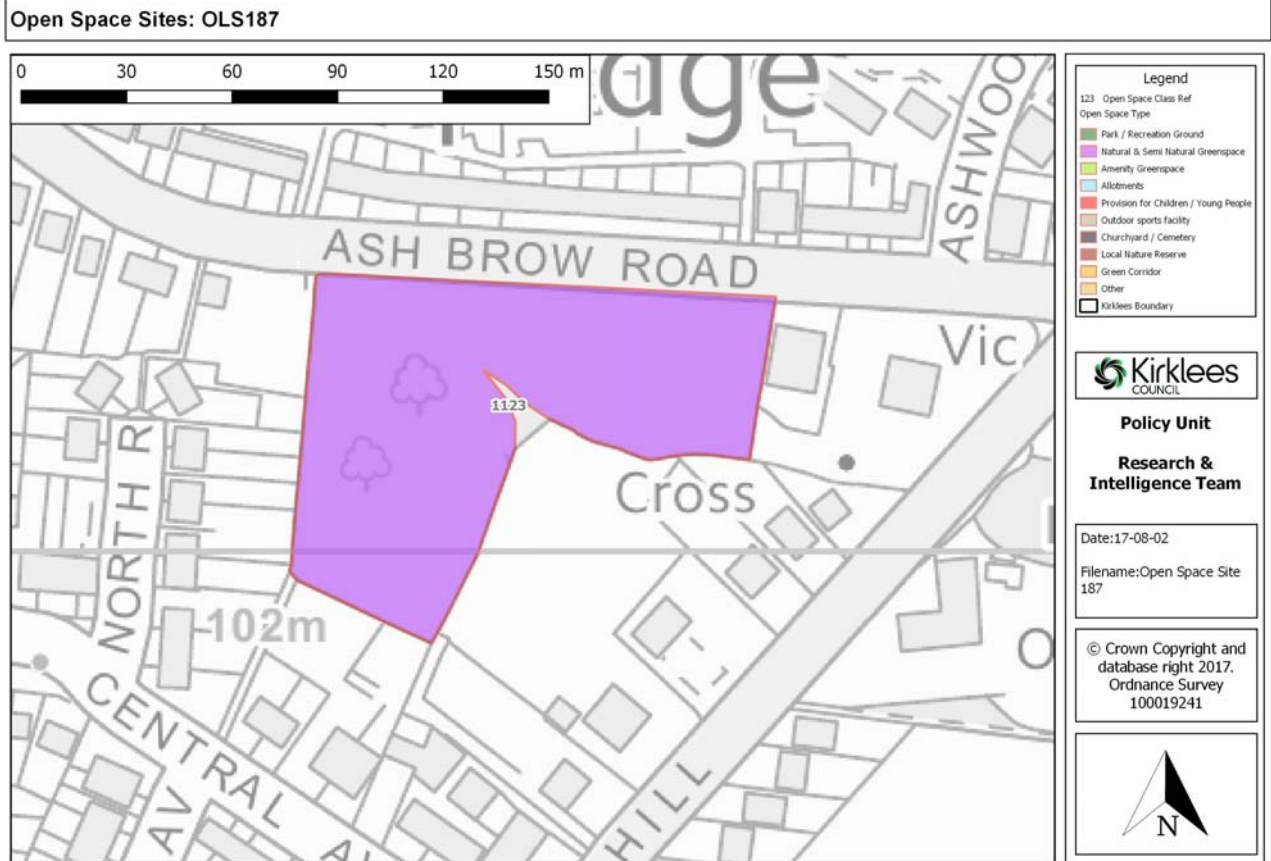 Open Space Sites: OLS187
0 30 60 90 120 150 m
dge
ASHWOO
ASH BROW ROAD
Vic
1123
Cross
NORTH R
102m
O
CENTRAL AV
AV
HILL
Legend
123 Open Space Class Ref
Open Space Type
Park / Recreation Ground
Natural & Semi Natural Greenspace
Amenity Greenspace
Allotments
Provision for Children / Young People
Outdoor sports facility
Churchyard / Cemetery
Local Nature Reserve
Green Corridor
Other
Kirklees Boundary
Kirklees
COUNCIL
Policy Unit
Research &
Intelligence Team
Date:17-08-02
Filename:Open Space Site
187
© Crown Copyright and
database right 2017.
Ordnance Survey
100019241
N